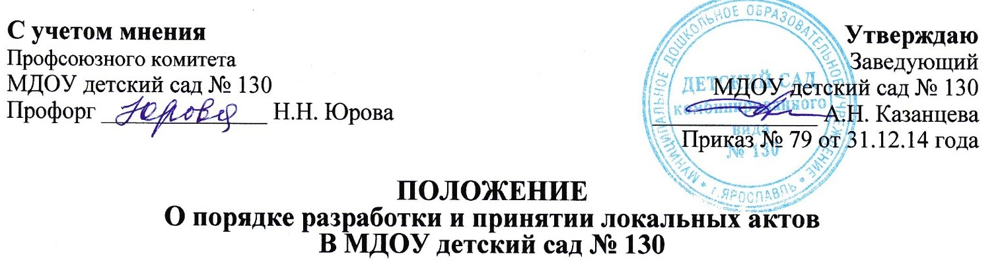 С учетом мнения
Профсоюзного комитета
МДОУ детский сад № 130
Профорг Юрова Н.Н. Юрова
Утверждаю
Заведующий
МДОУ детский сад № 130
А.Н. Казанцева
Приказ № 79 от 31.12.14 года
МУНИЦИПАЛЬНОЕ ДОШКОЛЬНОЕ ОБРАЗОВАТЕЛЬНОЕ УЧРЕЖДЕНИЕ
* г. ЯРОСЛАВЛЬ *
ДЕТСКИЙ САД
комбинированного
вида
№ 130
ПОЛОЖЕНИЕ
О порядке разработки и принятии локальных актов
В МДОУ детский сад № 130